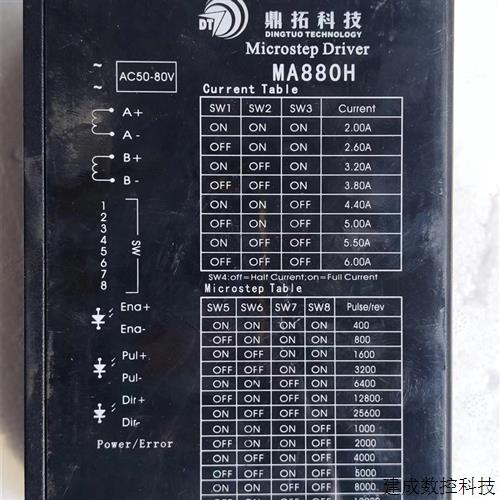 DT
鼎拓科技
DINGTUO TECHNOLOGY
Microstep Driver
MA880H
~
~
AC50-80V
A+
A-
B+
B-
1
2
3
4
5
6
7
8
SW
Ena+
Ena-
Pul+
Pul-
Dir+
Dir-
Power/Error
Current Table
SW1 SW2 SW3 Current
ON ON ON 2.00A
OFF ON ON 2.60A
ON OFF ON 3.20A
OFF OFF ON 3.80A
ON ON OFF 4.40A
OFF ON OFF 5.00A
ON OFF OFF 5.50A
OFF OFF OFF 6.00A
SW4:off=Half Current;on=Full Current
Microstep Table
SW5 SW6 SW7 SW8 Pulse/rev
ON ON ON ON 400
OFF ON ON ON 800
ON OFF ON ON 1600
OFF OFF ON ON 3200
ON ON OFF ON 6400
OFF ON OFF ON 12800
ON OFF OFF ON 25600
OFF OFF OFF ON 1000
ON ON ON OFF 2000
OFF ON ON OFF 4000
ON OFF ON OFF 5000
OFF OFF ON OFF 8000
建成数控科技